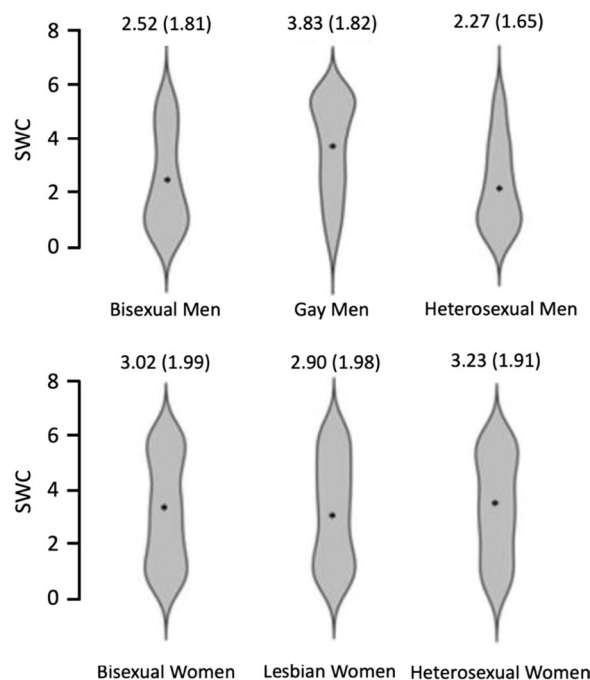 2.52 (1.81) 3.83 (1.82) 2.27 (1.65)
8
6
4
2
0
SWC
Bisexual Men Gay Men Heterosexual Men
3.02 (1.99) 2.90 (1.98) 3.23 (1.91)
8
6
4
2
0
SWC
Bisexual Women Lesbian Women Heterosexual Women